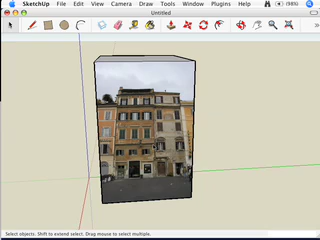 SketchUp File Edit View Camera Draw Tools Window Plugins Help (98%)
Untitled
Select objects. Shift to extend select. Drag mouse to select multiple.